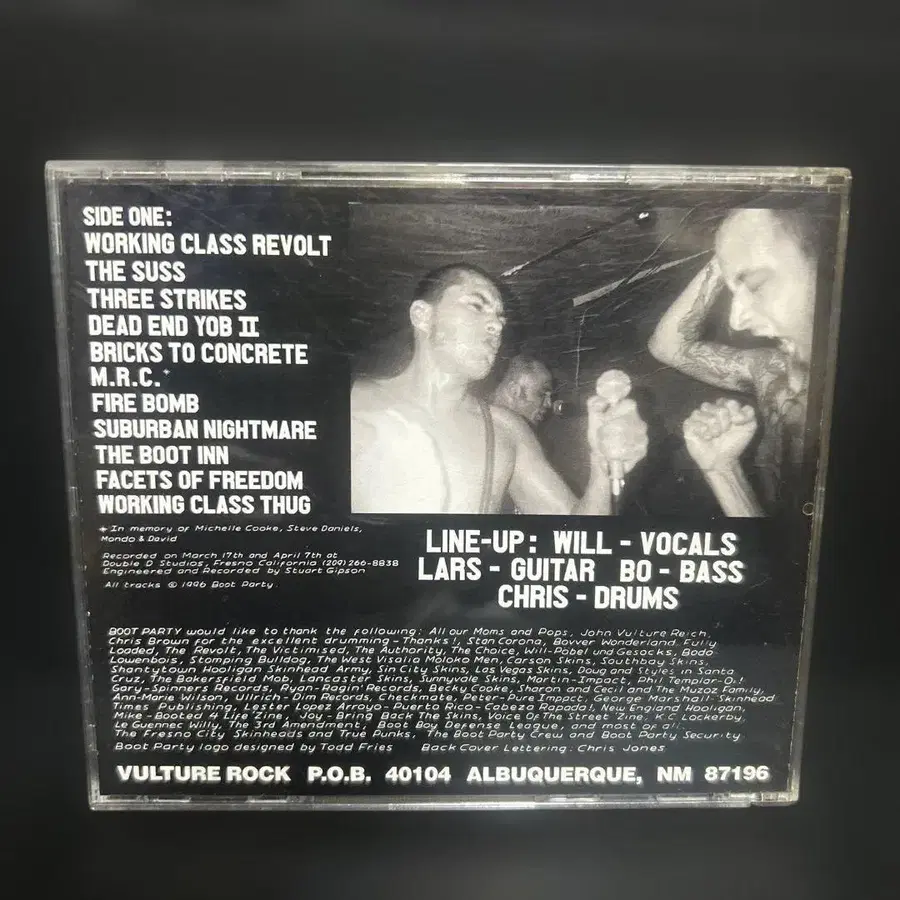 SIDE ONE:
WORKING CLASS REVOLT
THE SUSS
THREE STRIKES
DEAD END YOB II
BRICKS TO CONCRETE
M.R.C.*
FIRE BOMB
SUBURBAN NIGHTMARE
THE BOOT INN
FACETS OF FREEDOM
WORKING CLASS THUG
* In memory of Michelle Cooke, Steve Daniels,
Mondo & David
Recorded on March 17th and April 7th at
Double D Studios, Fresno California (209) 266-8838
Engineered and Recorded by Stuart Gipson
All tracks © 1996 Boot Party.
LINE-UP: WILL - VOCALS
LARS - GUITAR BO - BASS
CHRIS - DRUMS
BOOT PARTY would like to thank the following: All our Moms and Pops, John Vulture Reich,
Chris Brown for the excellent drumming - Thanks!, Stan Corona, Bovver Wonderland, Fully
Loaded, The Revolt, The Victimised, The Authority, The Choice, Will-Pöbel und Gesocks, Bodo
Lowenbois, Stomping Bulldog, The West Visalia Moloko Men, Carson Skins, Southbay Skins,
Shantytown Hooligan Skinhead Army, Sin City Skins, Las Vegas Skins, Doug and Styles in Santa
Cruz, The Bakersfield Mob, Lancaster Skins, Sunnyvale Skins, Martin-Impact, Phil Templar-O!
Gary-Spinners Records, Ryan-Ragin' Records, Becky Cooke, Sharon and Cecil and The Muzoz Family,
Ann-Marie Wilson, Ullrich - Dim Records, Checkmate, Peter-Pure Impact, George Marshall-Skinhead
Times Publishing, Lester Lopez Arroyo-Puerto Rico-Cabeza Rapada!, New England Hooligan,
Mike-Booted 4 Life 'Zine, Joy-Bring Back The Skins, Voice Of The Street 'Zine, K.C. Lockerby,
Le Guennec Willy, The 3rd Amendment, Boot Boy Defense League, and most of all...
The Fresno City Skinheads and True Punks, The Boot Party Crew and Boot Party Security.
Boot Party logo designed by Todd Fries Back Cover Lettering: Chris Jones
VULTURE ROCK P.O.B. 40104 ALBUQUERQUE, NM 87196